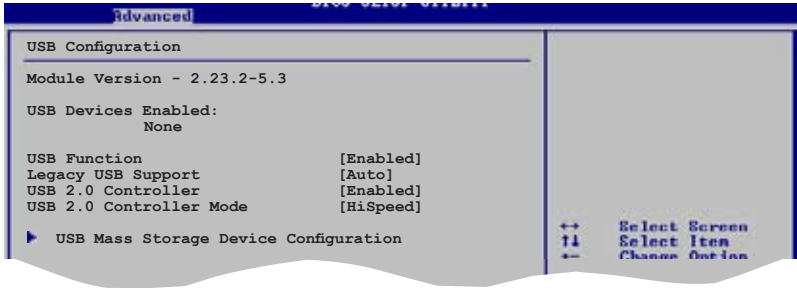 Advanced
USB Configuration
Module Version - 2.23.2-5.3
USB Devices Enabled:
None
USB Function [Enabled]
Legacy USB Support [Auto]
USB 2.0 Controller [Enabled]
USB 2.0 Controller Mode [HiSpeed]
USB Mass Storage Device Configuration
↔ Select Screen
↑↓ Select Item
+- Change Option